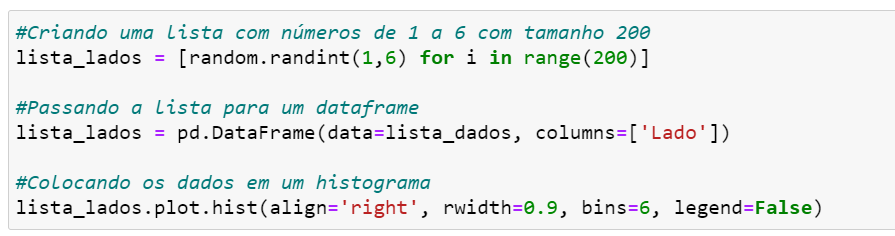 #Criando uma lista com números de 1 a 6 com tamanho 200
lista_lados = [random.randint(1,6) for i in range(200)]
#Passando a lista para um dataframe
lista_lados = pd.DataFrame(data=lista_dados, columns=['Lado'])
#Colocando os dados em um histograma
lista_lados.plot.hist(align='right', rwidth=0.9, bins=6, legend=False)